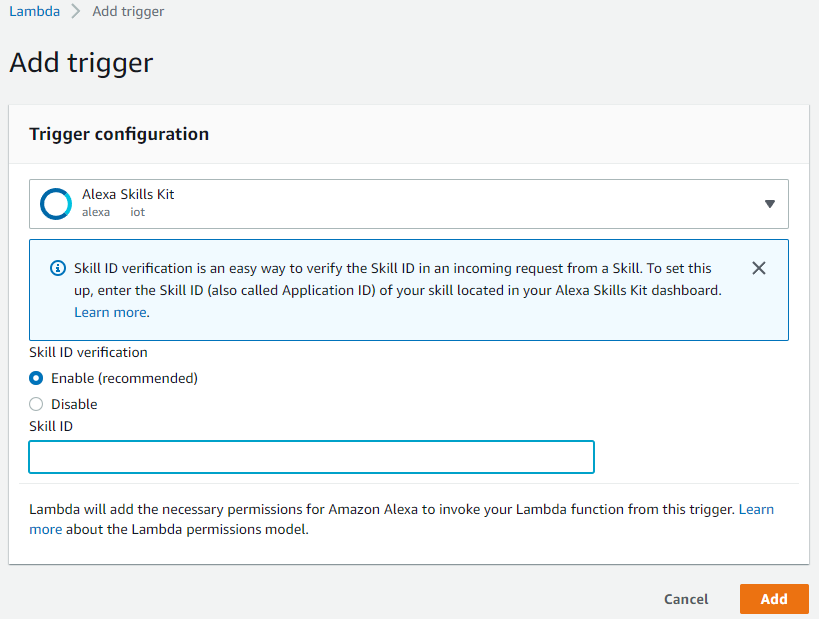 Lambda > Add trigger
Add trigger
Trigger configuration
Alexa Skills Kit
alexa iot
Skill ID verification is an easy way to verify the Skill ID in an incoming request from a Skill. To set this
up, enter the Skill ID (also called Application ID) of your skill located in your Alexa Skills Kit dashboard.
Learn more.
Skill ID verification
Enable (recommended)
Disable
Skill ID
Lambda will add the necessary permissions for Amazon Alexa to invoke your Lambda function from this trigger. Learn
more about the Lambda permissions model.
Cancel Add